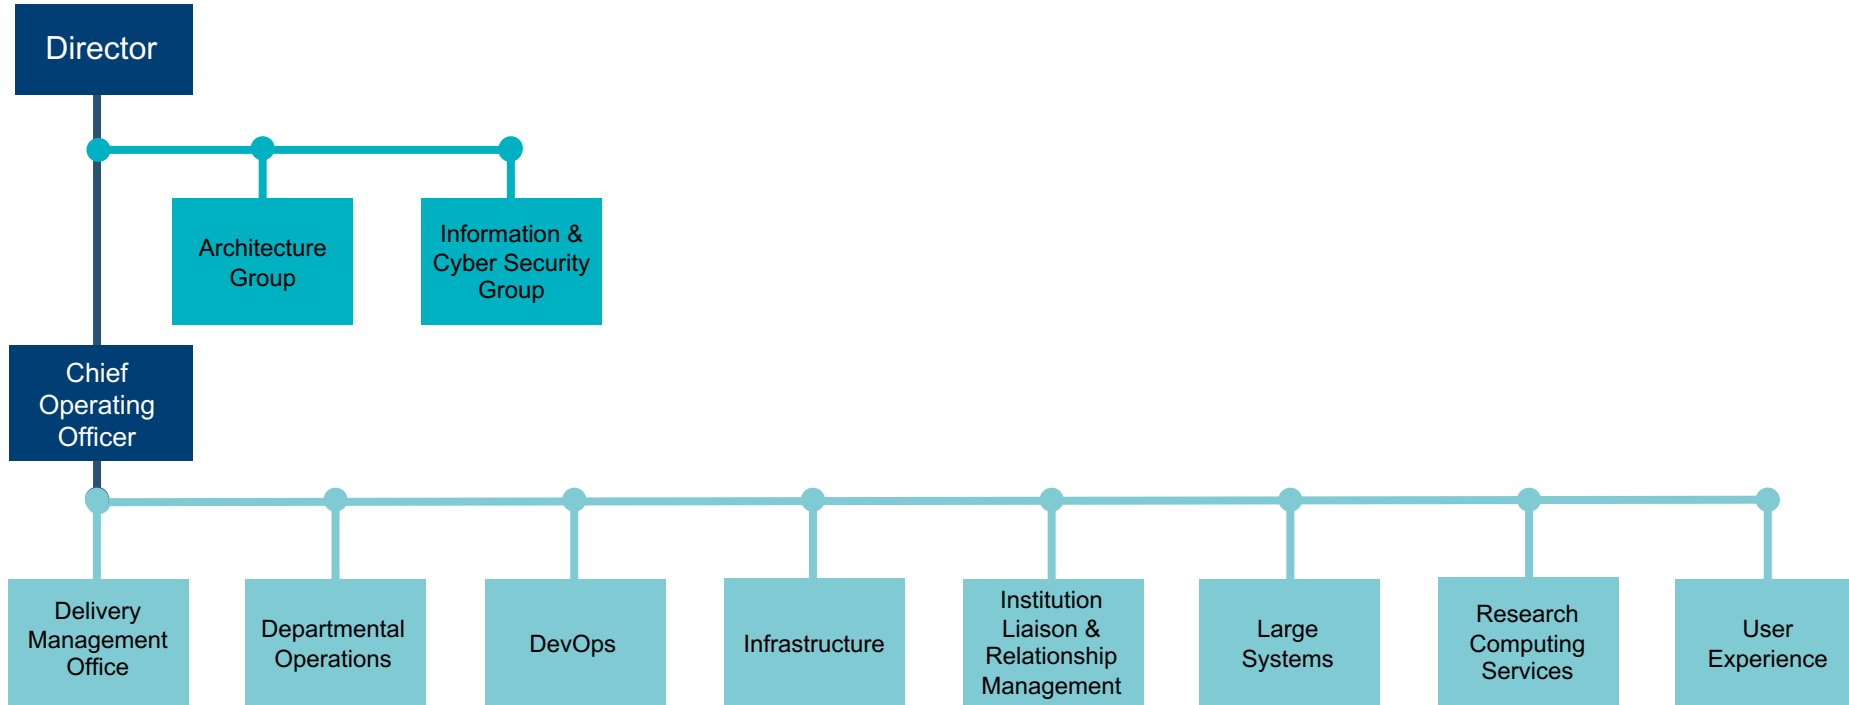 Director
Architecture
Group
Information &
Cyber Security
Group
Chief
Operating
Officer
Delivery
Management
Office
Departmental
Operations
DevOps
Infrastructure
Institution
Liaison &
Relationship
Management
Large
Systems
Research
Computing
Services
User
Experience